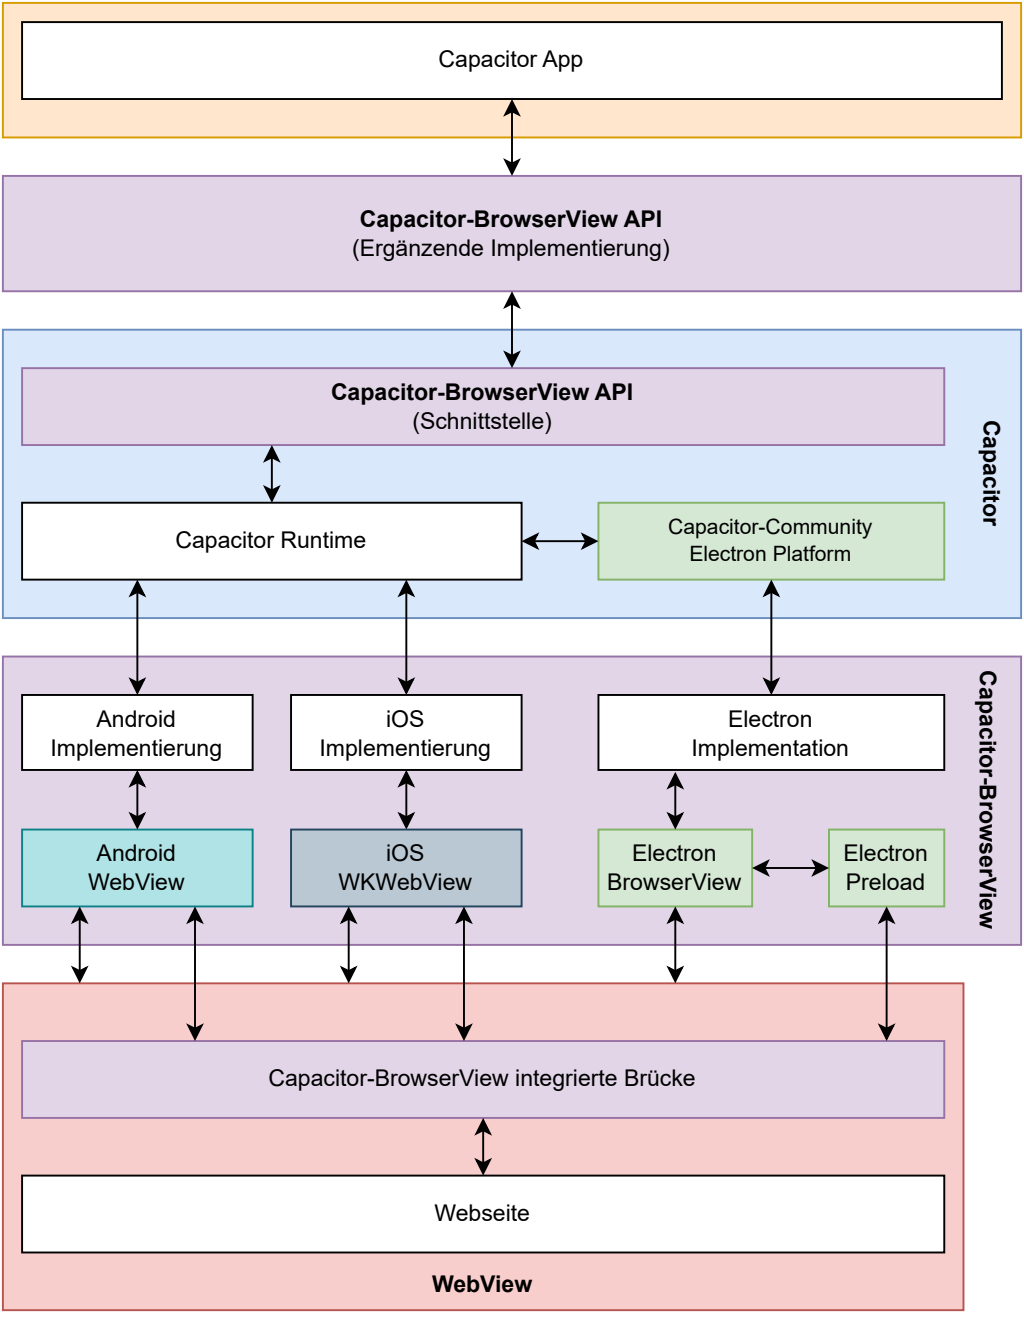 Capacitor App
Capacitor-BrowserView API
(Ergänzende Implementierung)
Capacitor-BrowserView API
(Schnittstelle)
Capacitor
Capacitor Runtime
Capacitor-Community
Electron Platform
Android
Implementierung
iOS
Implementierung
Electron
Implementation
Capacitor-BrowserView
Android
WebView
iOS
WKWebView
Electron
BrowserView
Electron
Preload
Capacitor-BrowserView integrierte Brücke
Webseite
WebView